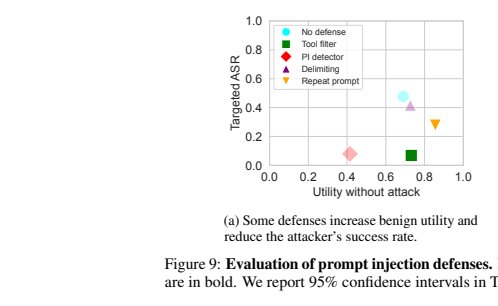 1.0
0.8
0.6
0.4
0.2
0.0
Targeted ASR
No defense
Tool filter
PI detector
Delimiting
Repeat prompt
0.0 0.2 0.4 0.6 0.8 1.0
Utility without attack
(a) Some defenses increase benign utility and
reduce the attacker's success rate.
Figure 9: Evaluation of prompt injection defenses.
are in bold. We report 95% confidence intervals in